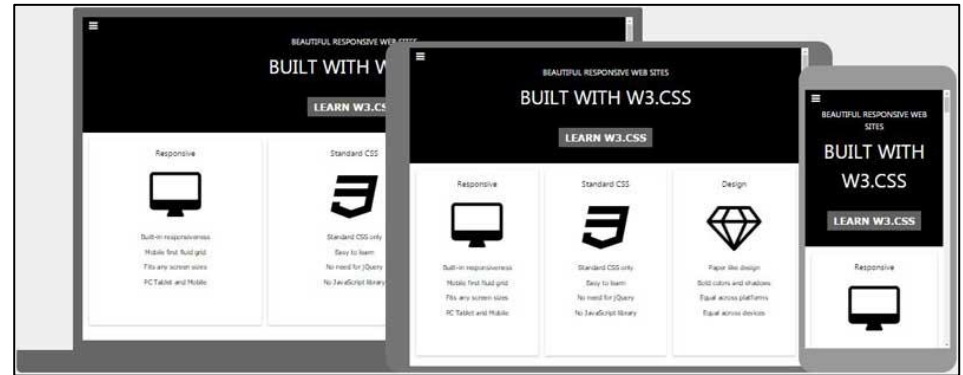 BEAUTIFUL RESPONSIVE WEB
BUILT WITH
LEARN W3.CS
Responsive
Built-in responsiveness
Mobile first fluid grid
Fits any screen sizes
PC Tablet and Mobile
Standard CSS
Standard CSS only
Easy to learn
No need for jQuery
No JavaScript library
BEAUTIFUL RESPONSIVE WEB SITES
BUILT WITH W3.CSS
LEARN W3.CSS
Responsive
Built-in responsiveness
Mobile first fluid grid
Fits any screen sizes
PC Tablet and Mobile
Standard CSS
Standard CSS only
Easy to learn
No need for jQuery
No JavaScript library
Design
Paper like design
Bold colors and shadows
Equal across platforms
Equal across devices
BEAUTIFUL RESPONSIVE WEB
SITES
BUILT WITH
W3.CSS
LEARN W3.CSS
Responsive